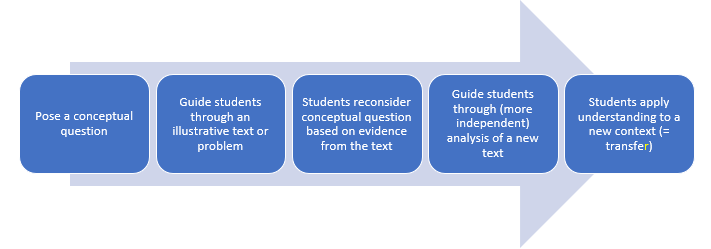 Pose a conceptual
question
Guide students
through an
illustrative text or
problem
Students reconsider
conceptual question
based on evidence
from the text
Guide students
through (more
independent)
analysis of a new
text
Students apply
understanding to a
new context (=
transfer)